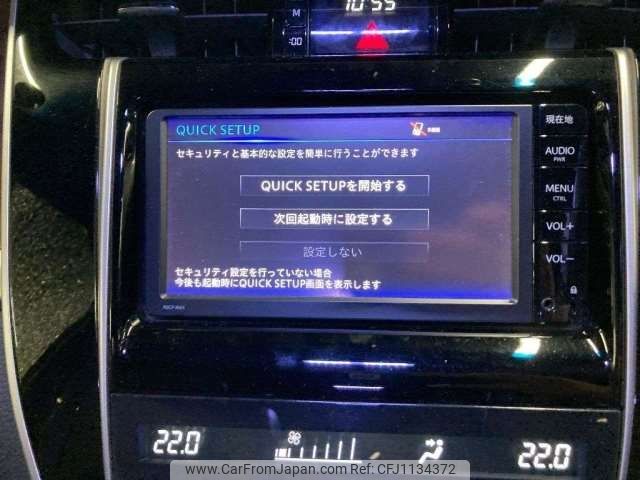 10:55
M
:00
QUICK SETUP
セキュリティと基本的な設定を簡単に行うことができます
QUICK SETUPを開始する
次回起動時に設定する
設定しない
セキュリティ設定を行っていない場合
今後も起動時にQUICK SETUP画面を表示します
現在地
AUDIO
PWR
MENU
CTRL
VOL+
VOL−
22.0
22.0
www.CarFromJapan.com - Ref No. CFJ1134372